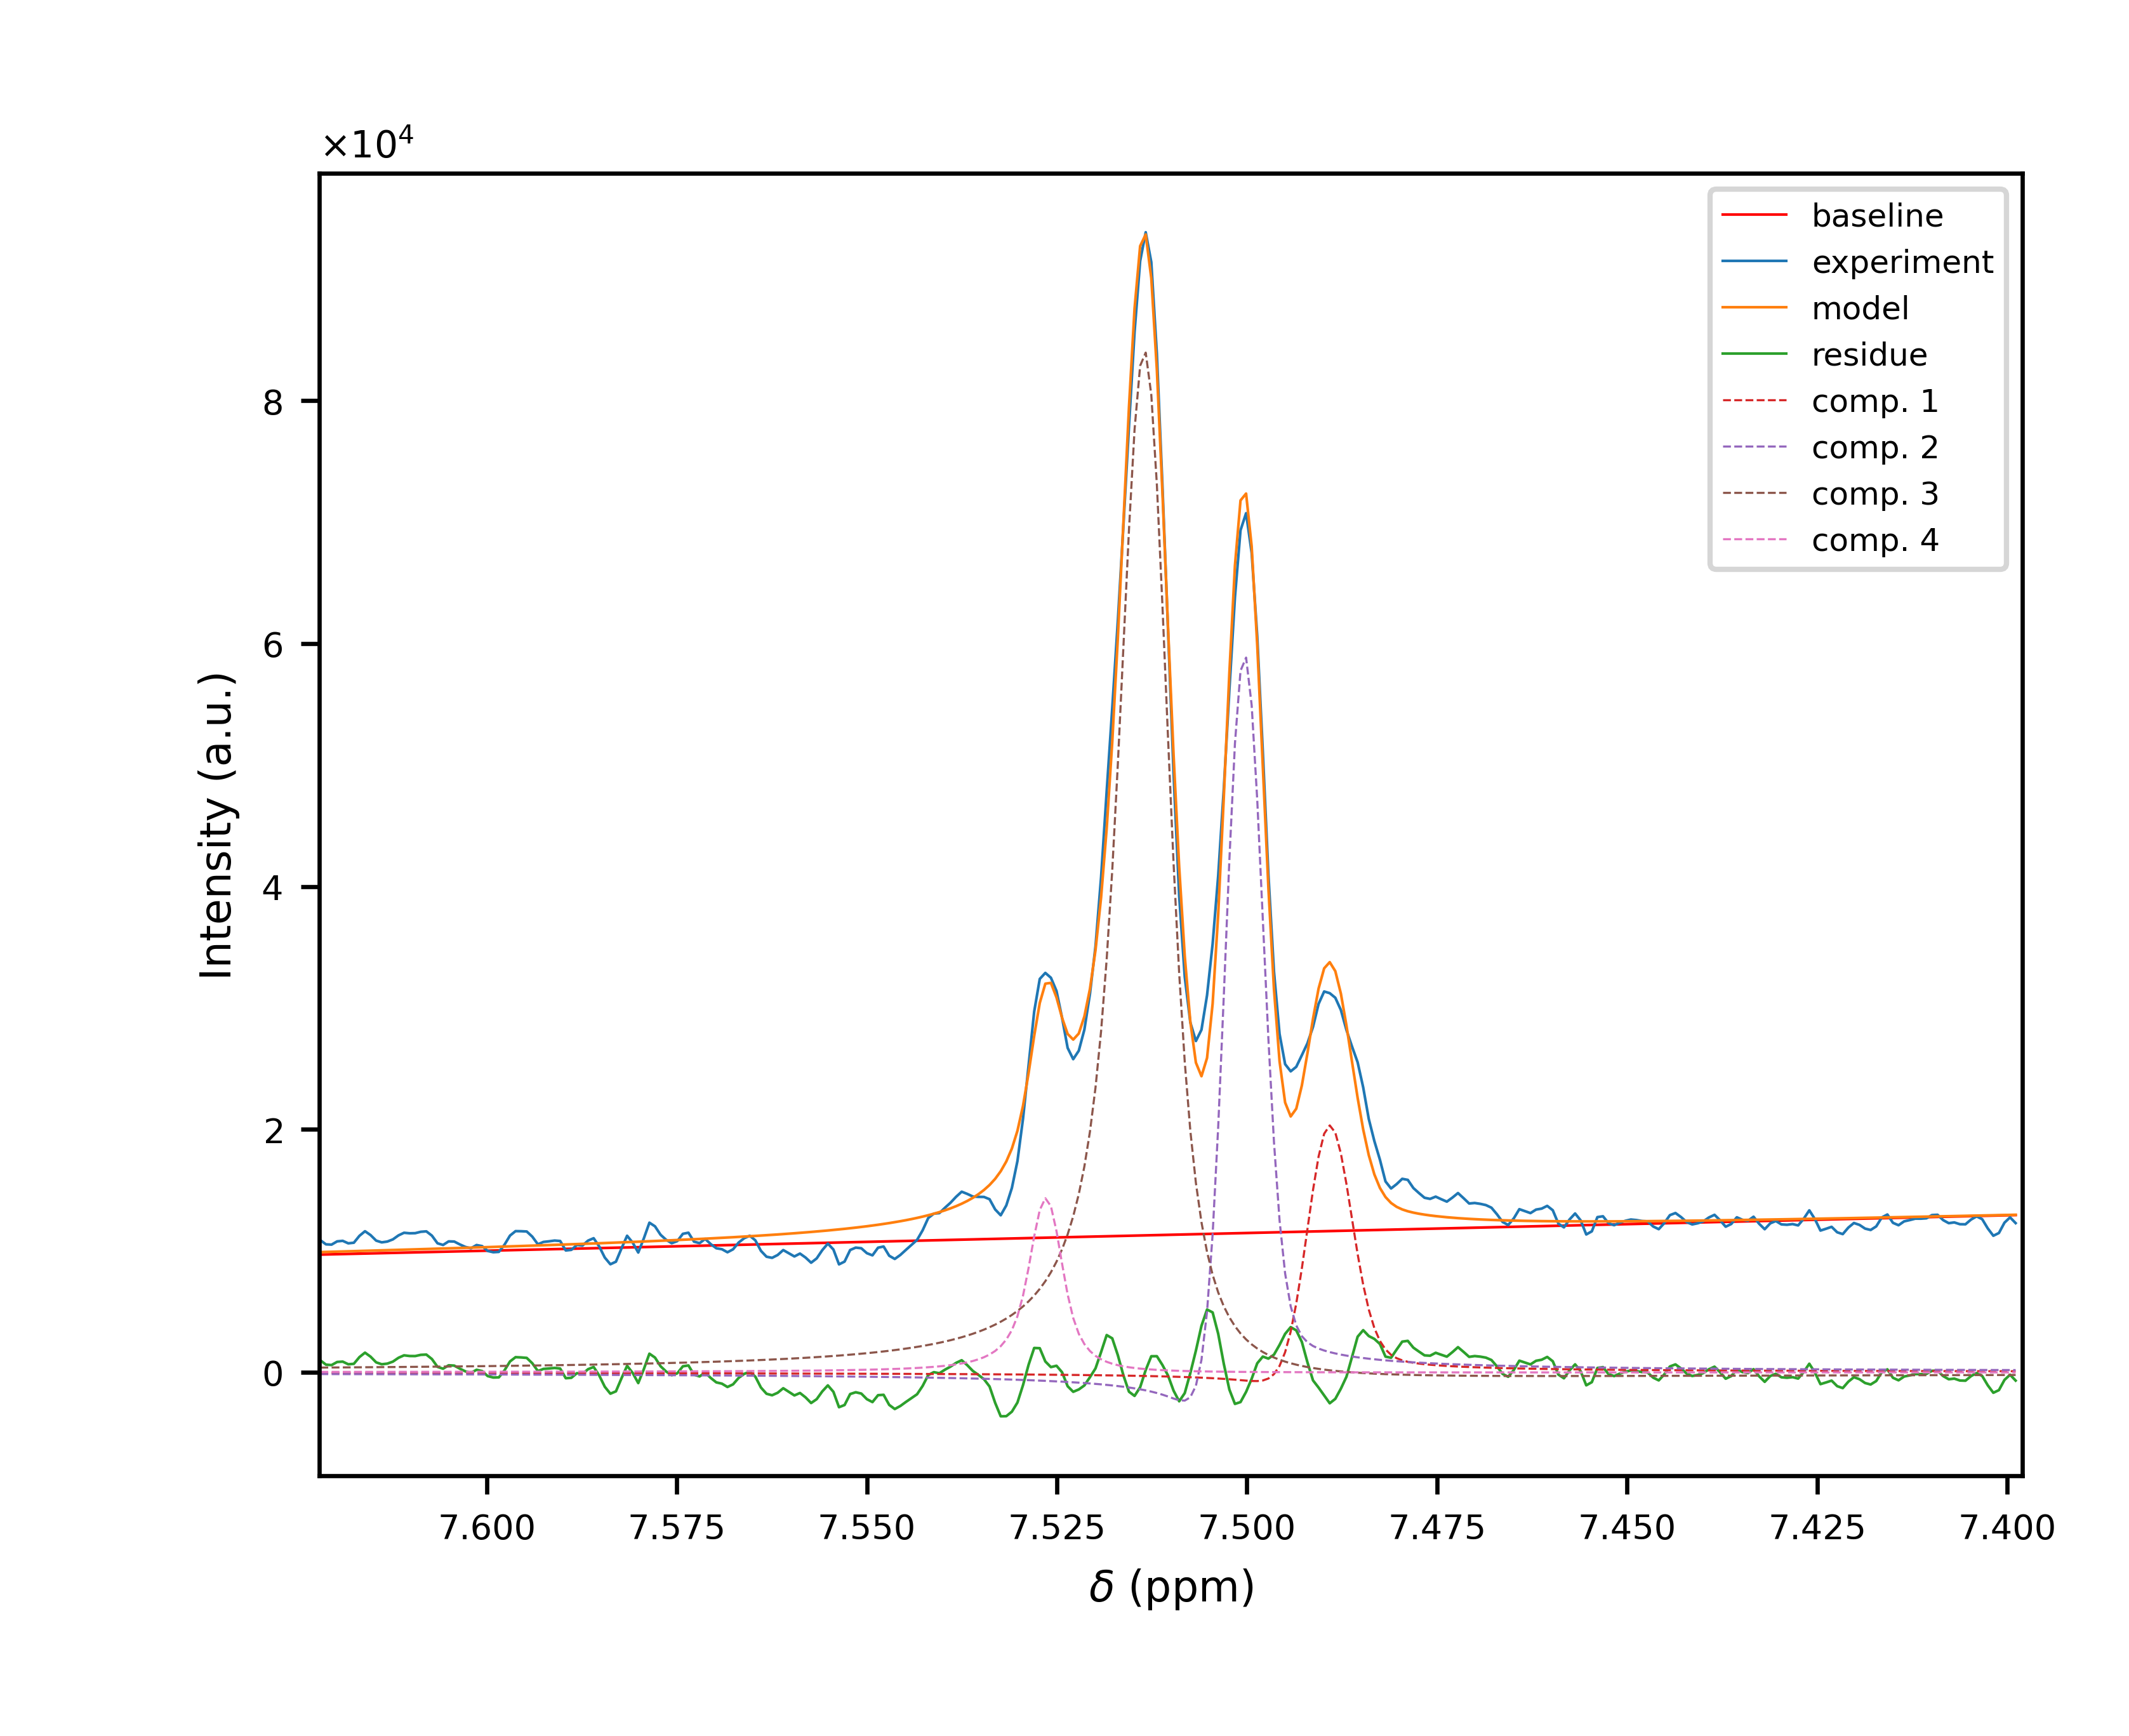 ×10⁴
baseline
experiment
model
residue
comp. 1
comp. 2
comp. 3
comp. 4
8
6
4
2
0
Intensity (a.u.)
7.600 7.575 7.550 7.525 7.500 7.475 7.450 7.425 7.400
δ (ppm)